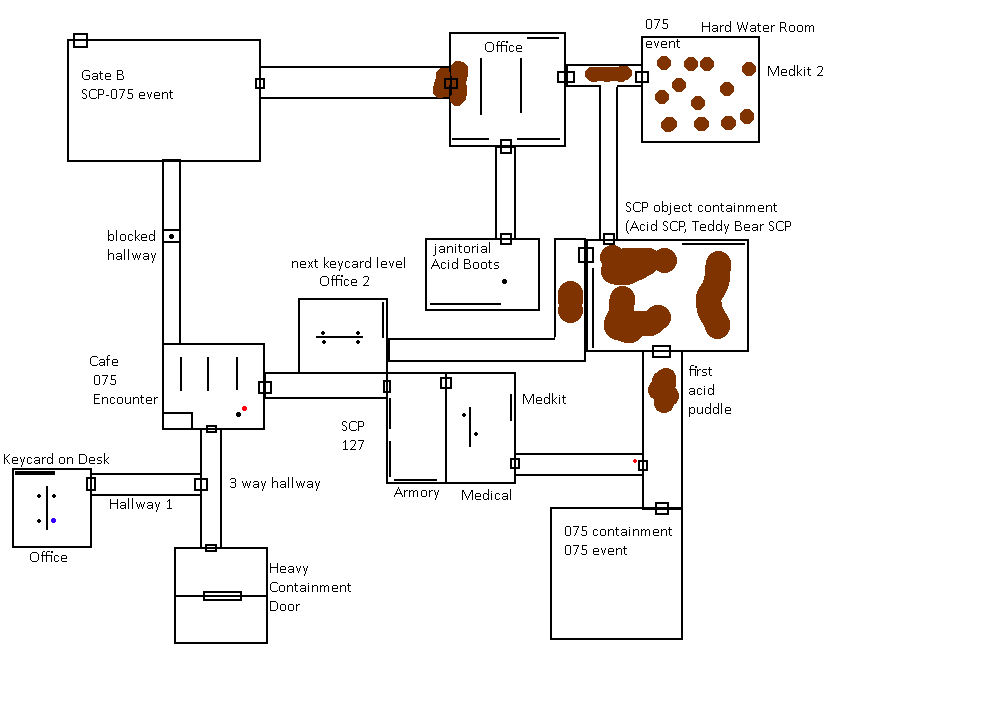 075
event
Hard Water Room
Office
Gate B
SCP-075 event
Medkit 2
SCP object containment
(Acid SCP, Teddy Bear SCP
blocked
hallway
janitorial
Acid Boots
next keycard level
Office 2
Cafe
075
Encounter
first
acid
puddle
Medkit
SCP
127
Keycard on Desk
3 way hallway
Armory
Medical
Hallway 1
075 containment
075 event
Office
Heavy
Containment
Door